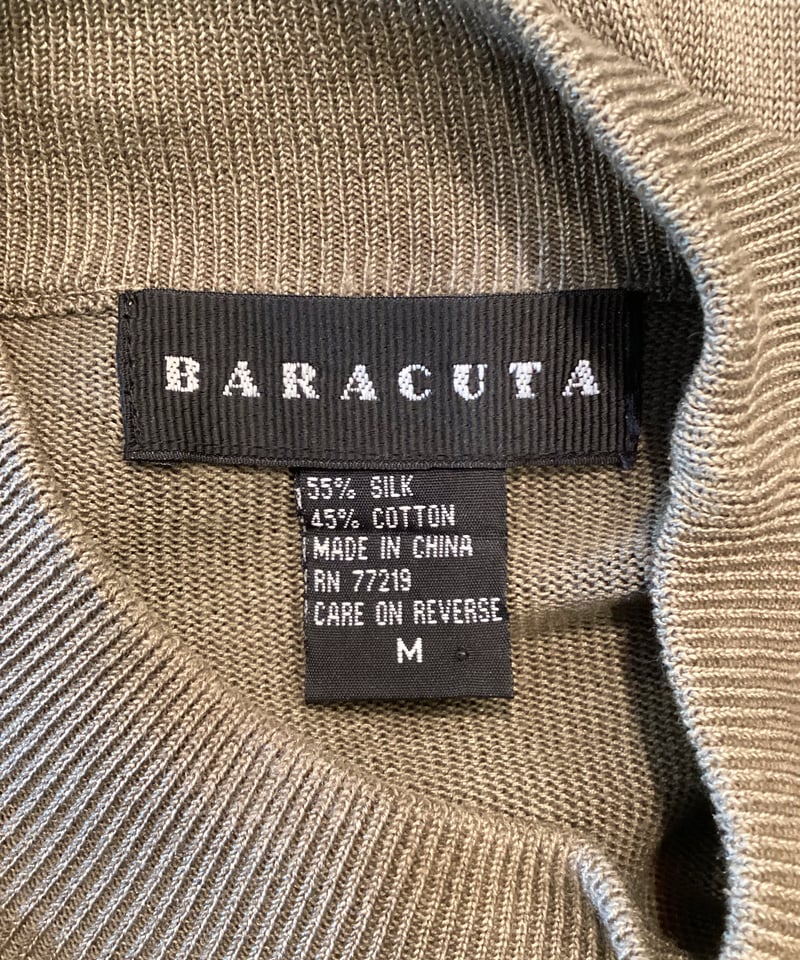 BARACUTA
55% SILK
45% COTTON
MADE IN CHINA
RN 77219
CARE ON REVERSE
M